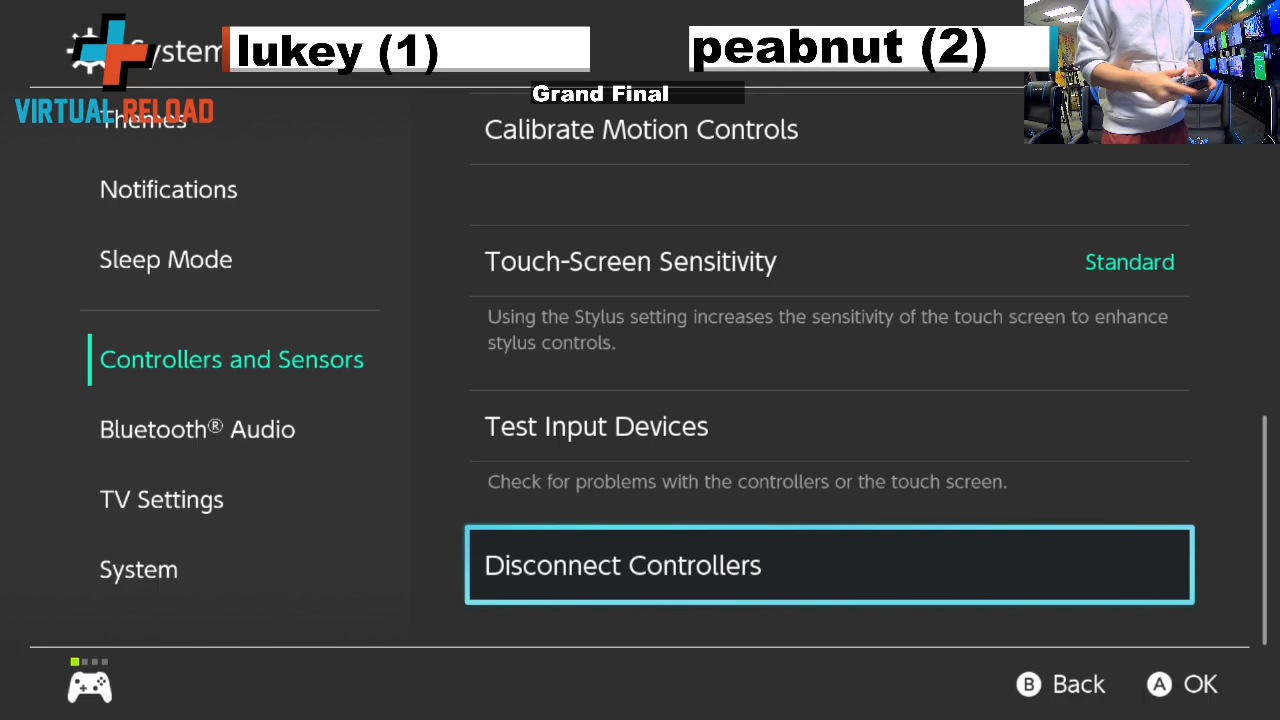 System
lukey (1)
peabnut (2)
Grand Final
VIRTUAL RELOAD
Themes
Notifications
Sleep Mode
Controllers and Sensors
Bluetooth® Audio
TV Settings
System
Calibrate Motion Controls
Touch-Screen Sensitivity Standard
Using the Stylus setting increases the sensitivity of the touch screen to enhance
stylus controls.
Test Input Devices
Check for problems with the controllers or the touch screen.
Disconnect Controllers
B Back A OK